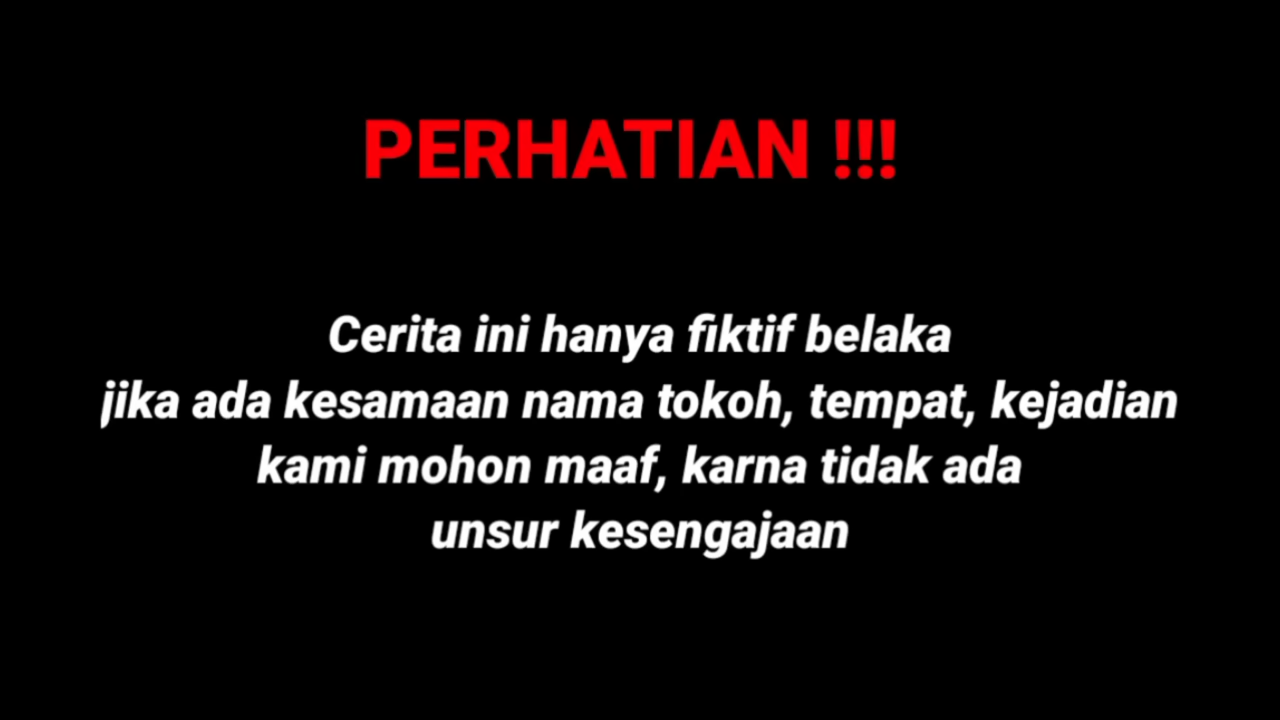 PERHATIAN !!!
Cerita ini hanya fiktif belaka
jika ada kesamaan nama tokoh, tempat, kejadian
kami mohon maaf, karna tidak ada
unsur kesengajaan